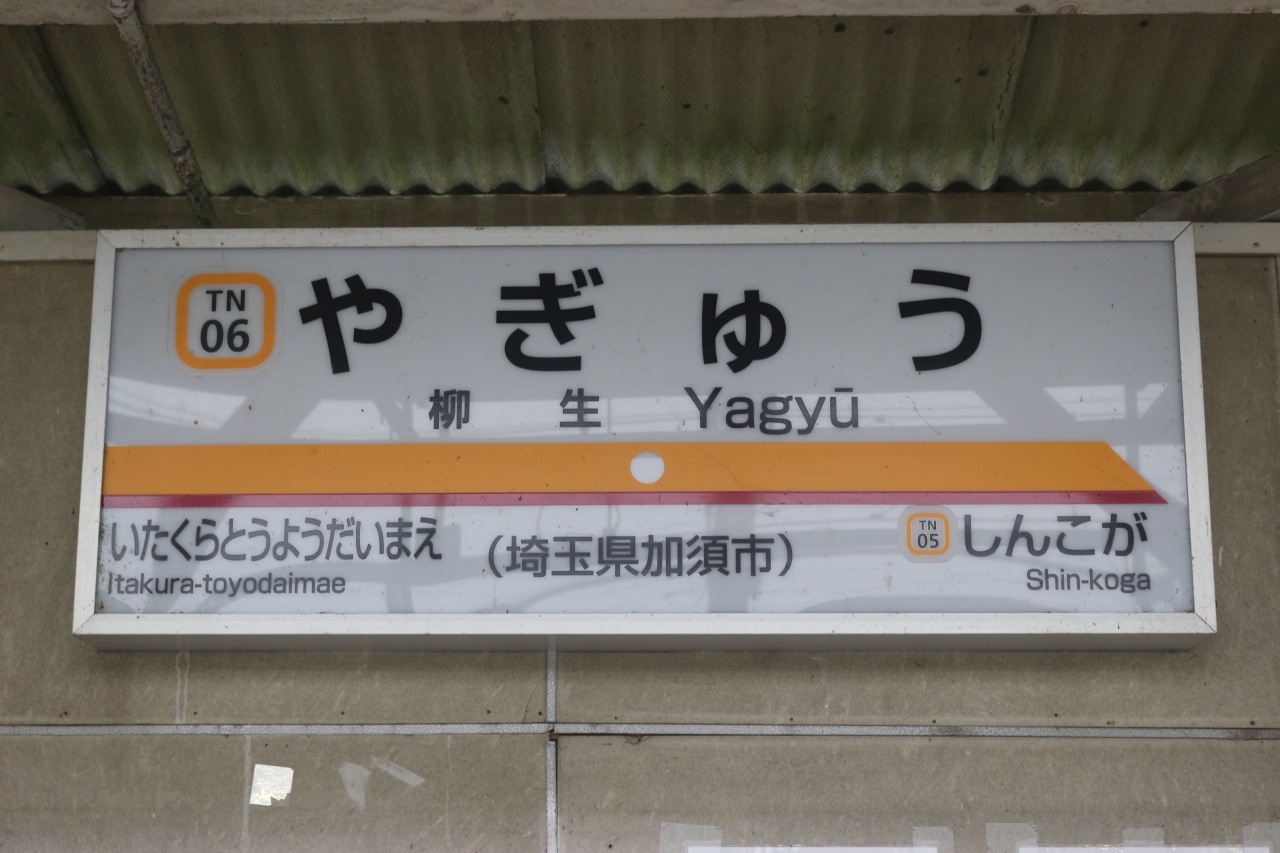 TN
06
やぎゅう
柳生 Yagyū
いたくらとうようだいまえ
Itakura-toyodaimae
(埼玉県加須市)
TN
05
しんこが
Shin-koga